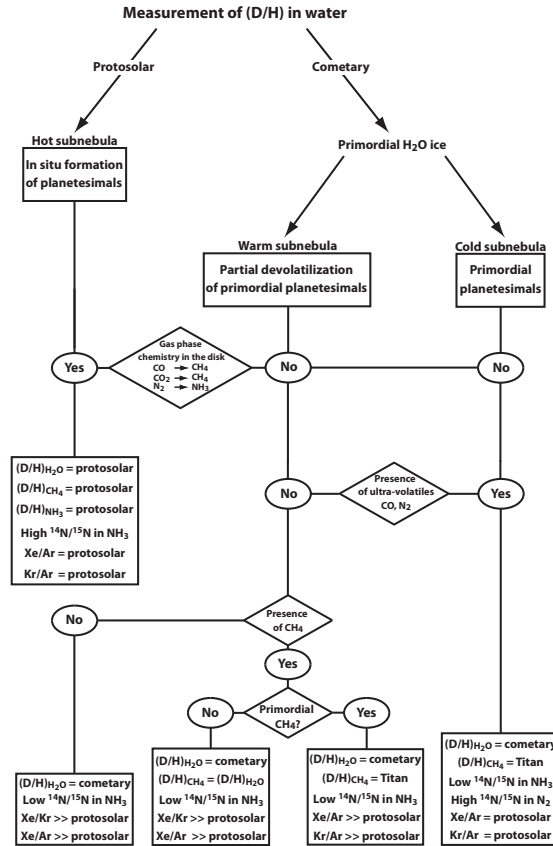 Measurement of (D/H) in water
Protosolar
Cometary
Hot subnebula
Primordial H₂O ice
In situ formation
of planetesimals
Warm subnebula
Cold subnebula
Partial devolatilization
of primordial planetesimals
Primordial
planetesimals
Yes
Gas phase
chemistry in the disk
CO → CH₄
CO₂ → CH₄
N₂ → NH₃
No
No
(D/H)H₂O = protosolar
(D/H)CH₄ = protosolar
(D/H)NH₃ = protosolar
High ¹⁴N/¹⁵N in NH₃
Xe/Ar = protosolar
Kr/Ar = protosolar
No
Presence
of ultra-volatiles
CO, N₂
Yes
No
Presence
of CH₄
Yes
No
Primordial
CH₄?
Yes
(D/H)H₂O = cometary
Low ¹⁴N/¹⁵N in NH₃
Xe/Kr >> protosolar
Xe/Ar >> protosolar
(D/H)H₂O = cometary
(D/H)CH₄ = (D/H)H₂O
Low ¹⁴N/¹⁵N in NH₃
Xe/Kr >> protosolar
Xe/Ar >> protosolar
(D/H)H₂O = cometary
(D/H)CH₄ = Titan
Low ¹⁴N/¹⁵N in NH₃
Xe/Ar >> protosolar
Kr/Ar >> protosolar
(D/H)H₂O = cometary
(D/H)CH₄ = Titan
Low ¹⁴N/¹⁵N in NH₃
High ¹⁴N/¹⁵N in N₂
Xe/Ar = protosolar
Kr/Ar = protosolar